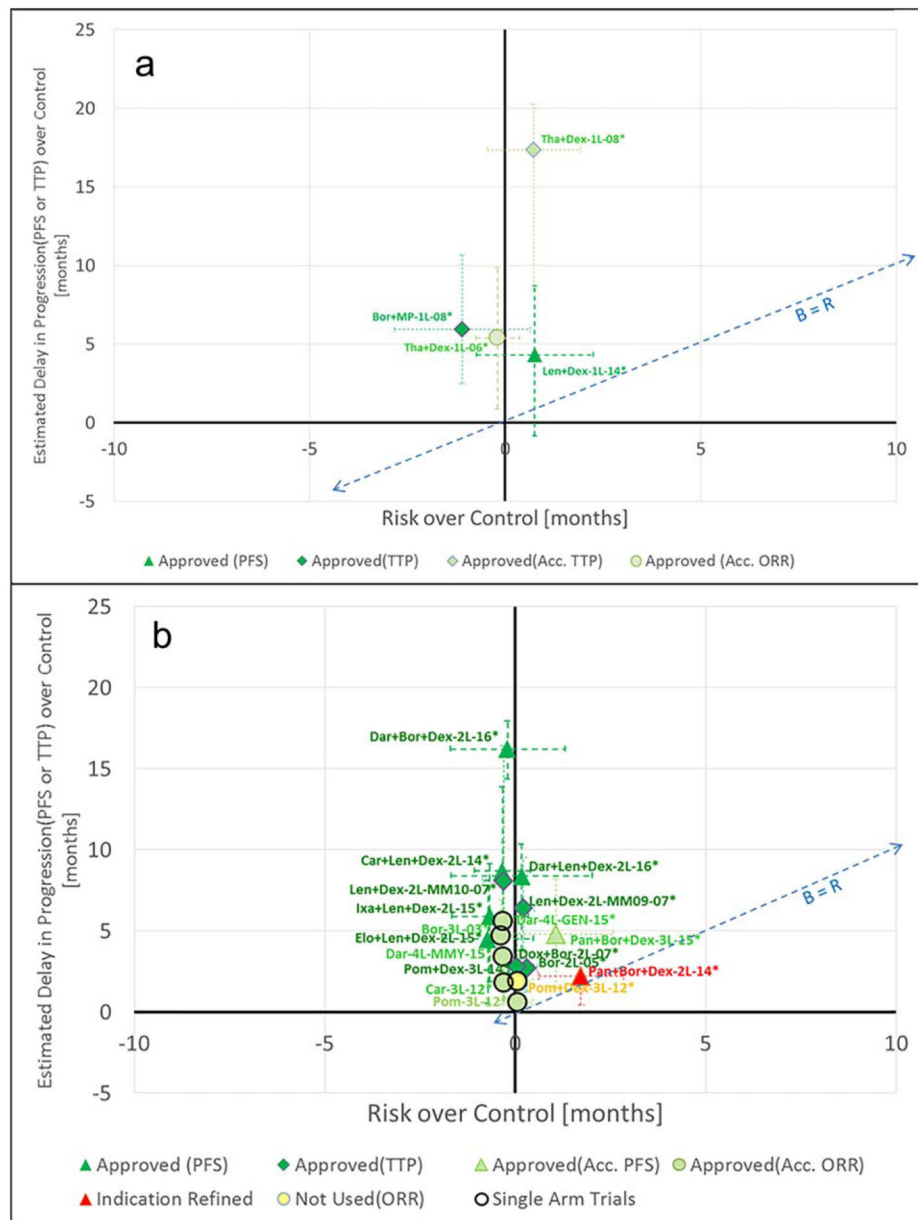 a
25
20
15
10
5
0
-5
-10
-5
0
5
10
Estimated Delay in Progression(PFS or TTP) over Control
[months]
Tha+Dex-1L-08*
Bor+MP-1L-08*
Tha+Dex-1L-06*
Len+Dex-1L-14*
B = R
Risk over Control [months]
Approved (PFS)
Approved(TTP)
Approved(Acc. TTP)
Approved (Acc. ORR)
b
25
20
15
10
5
0
-5
-10
-5
0
5
10
Estimated Delay in Progression(PFS or TTP) over Control
[months]
Dar+Bor+Dex-2L-16*
Car+Len+Dex-2L-14*
Dar+Len+Dex-2L-16*
Len+Dex-2L-MM10-07*
Len+Dex-2L-MM09-07*
Ixa+Len+Dex-2L-15*
Dar-4L-GEN-15*
Bor-3L-03*
Elo+Len+Dex-2L-15*
Pan+Bor+Dex-3L-15*
Dar-4L-MMY-15*
Dox+Bor-2L-07*
Bor-2L-05*
Pom+Dex-3L-14
Pan+Bor+Dex-2L-14*
Car-3L-12*
Pom+Dex-3L-12*
Pom-3L-12*
B = R
Risk over Control [months]
Approved (PFS)
Approved(TTP)
Approved(Acc. PFS)
Approved(Acc. ORR)
Indication Refined
Not Used(ORR)
Single Arm Trials